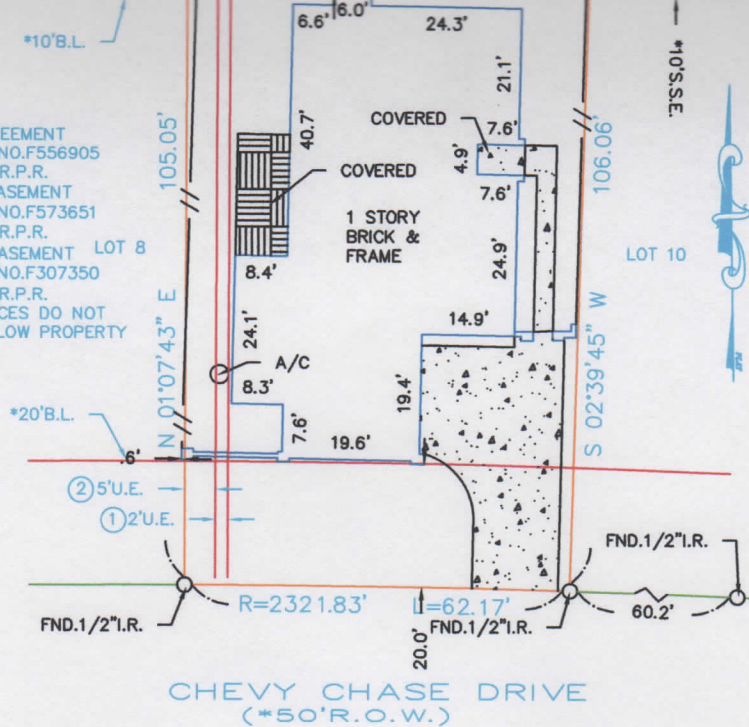 *10'B.L.
6.6'
6.0'
24.3'
*10'S.S.E.
21.1'
EEMENT
NO.F556905
R.P.R.
ASEMENT
NO.F573651
R.P.R.
ASEMENT
NO.F307350
R.P.R.
CES DO NOT
LOW PROPERTY
LOT 8
105.05'
N 01°07'43" E
40.7'
COVERED
COVERED
7.6'
4.9'
7.6'
1 STORY
BRICK &
FRAME
106.06'
S 02°39'45" W
LOT 10
8.4'
24.9'
24.1'
14.9'
A/C
8.3'
19.4'
*20'B.L.
7.6'
19.6'
.6'
2 5'U.E.
1 2'U.E.
FND.1/2"I.R.
R=2321.83'
L=62.17'
FND.1/2"I.R.
FND.1/2"I.R.
60.2'
20.0'
CHEVY CHASE DRIVE
(*50'R.O.W.)